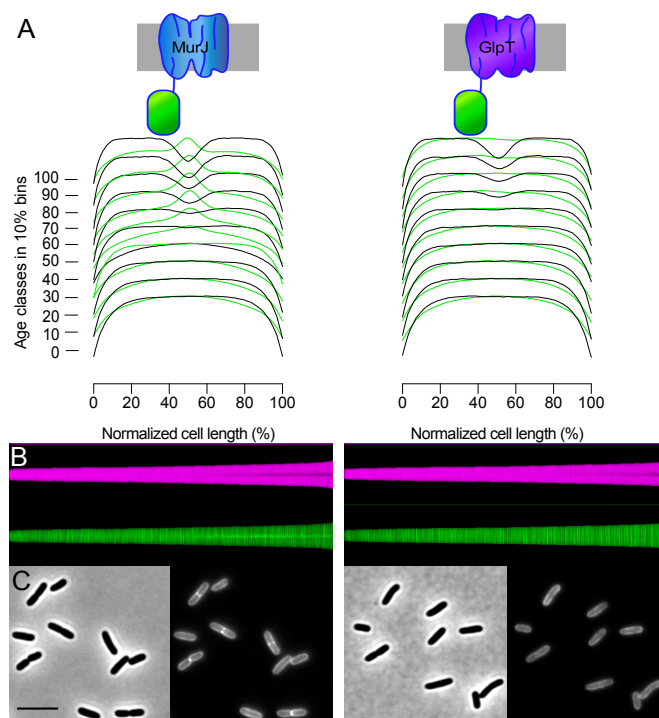 A
MurJ
GlpT
Age classes in 10% bins
100
90
80
70
60
50
40
30
20
10
0
0 20 40 60 80 100
0 20 40 60 80 100
Normalized cell length (%)
Normalized cell length (%)
B
C